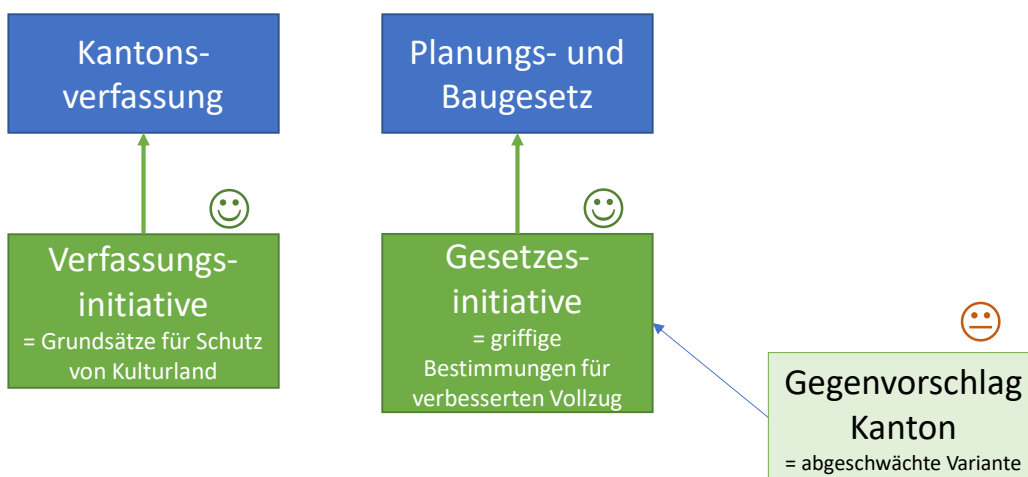 Kantons-
verfassung
Planungs- und
Baugesetz
Verfassungs-
initiative
= Grundsätze für Schutz
von Kulturland
Gesetzes-
initiative
= griffige
Bestimmungen für
verbesserten Vollzug
Gegenvorschlag
Kanton
= abgeschwächte Variante